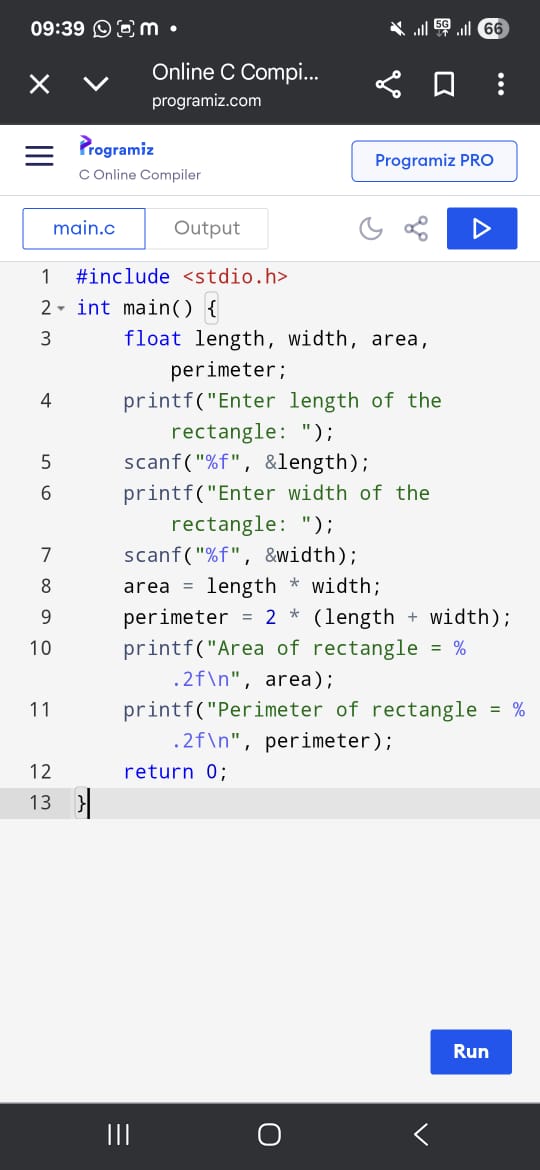 09:39 m •
5G 66
Online C Compi...
programiz.com
Programiz
C Online Compiler
Programiz PRO
main.c
Output
1 #include <stdio.h>
2 int main() {
3 float length, width, area,
perimeter;
4 printf("Enter length of the
rectangle: ");
5 scanf("%f", &length);
6 printf("Enter width of the
rectangle: ");
7 scanf("%f", &width);
8 area = length * width;
9 perimeter = 2 * (length + width);
10 printf("Area of rectangle = %
.2f\n", area);
11 printf("Perimeter of rectangle = %
.2f\n", perimeter);
12 return 0;
13 }
Run